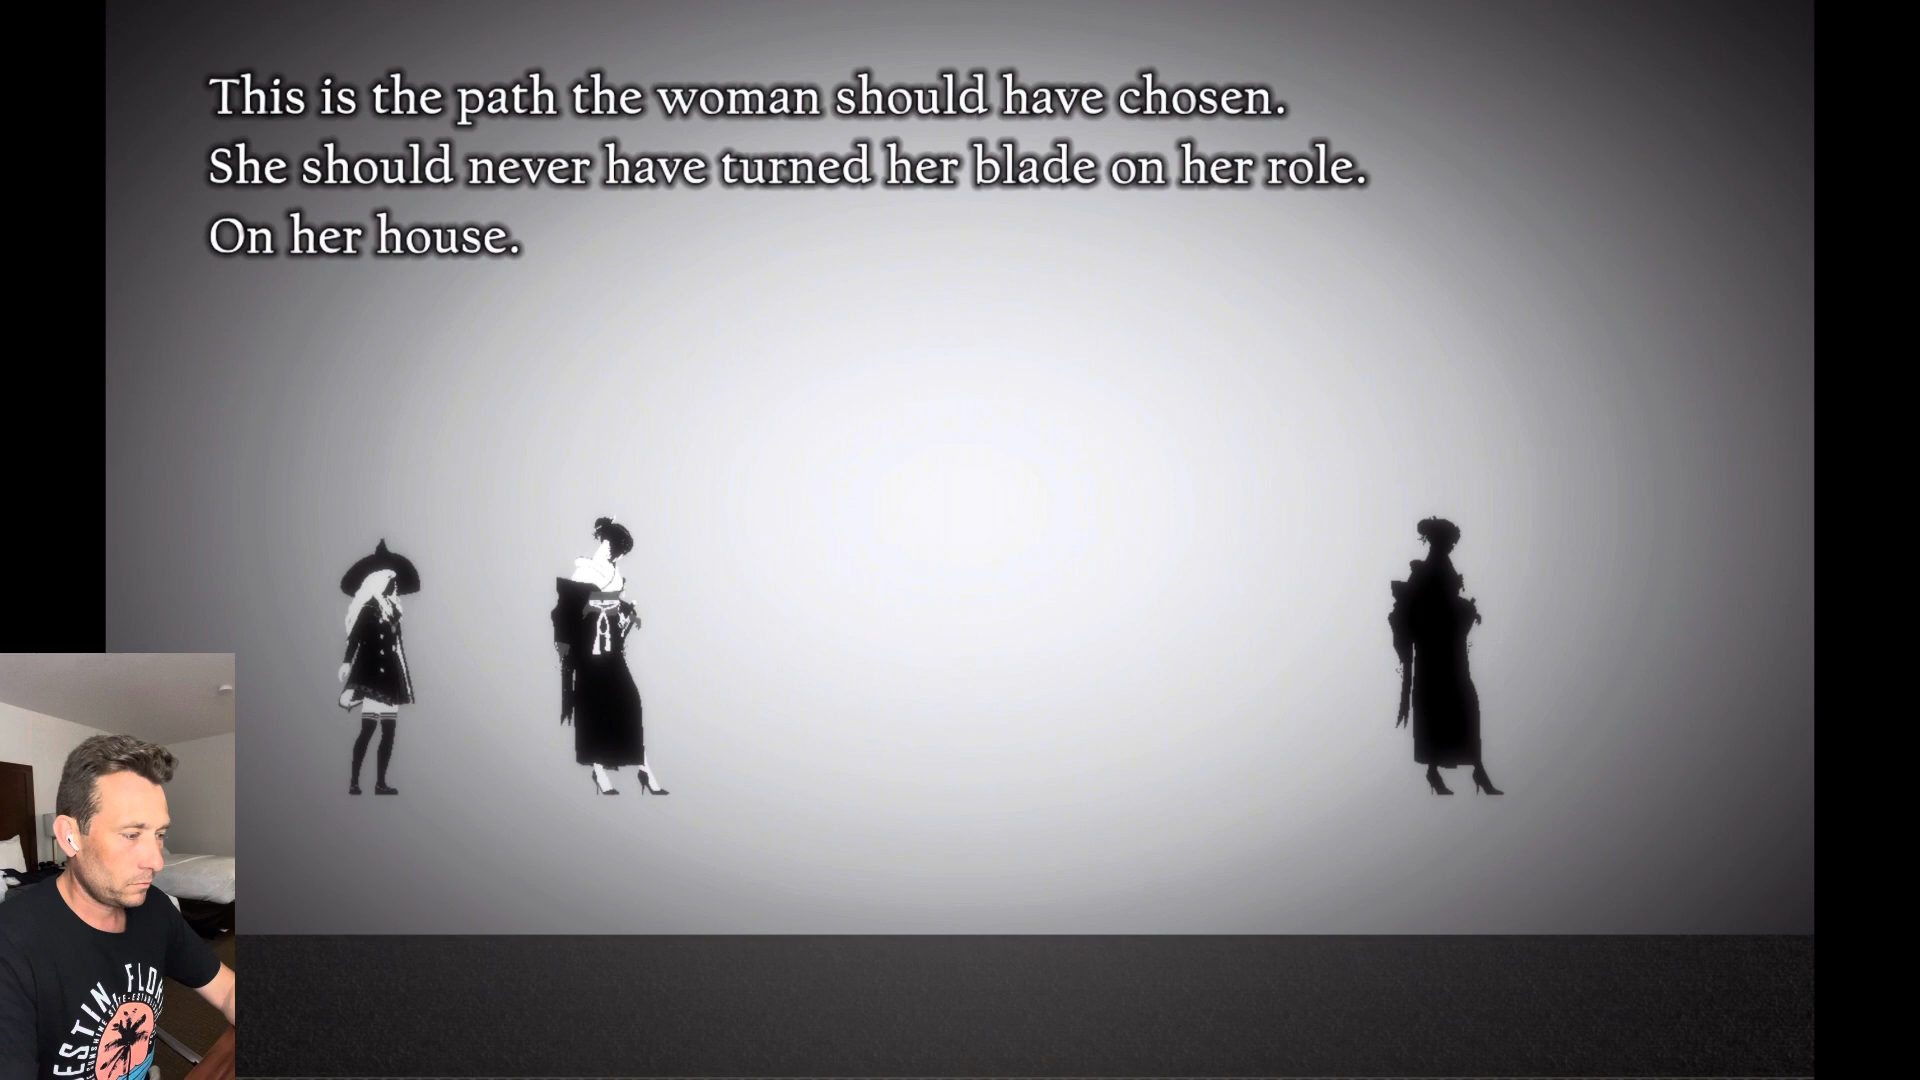 This is the path the woman should have chosen.
She should never have turned her blade on her role.
On her house.